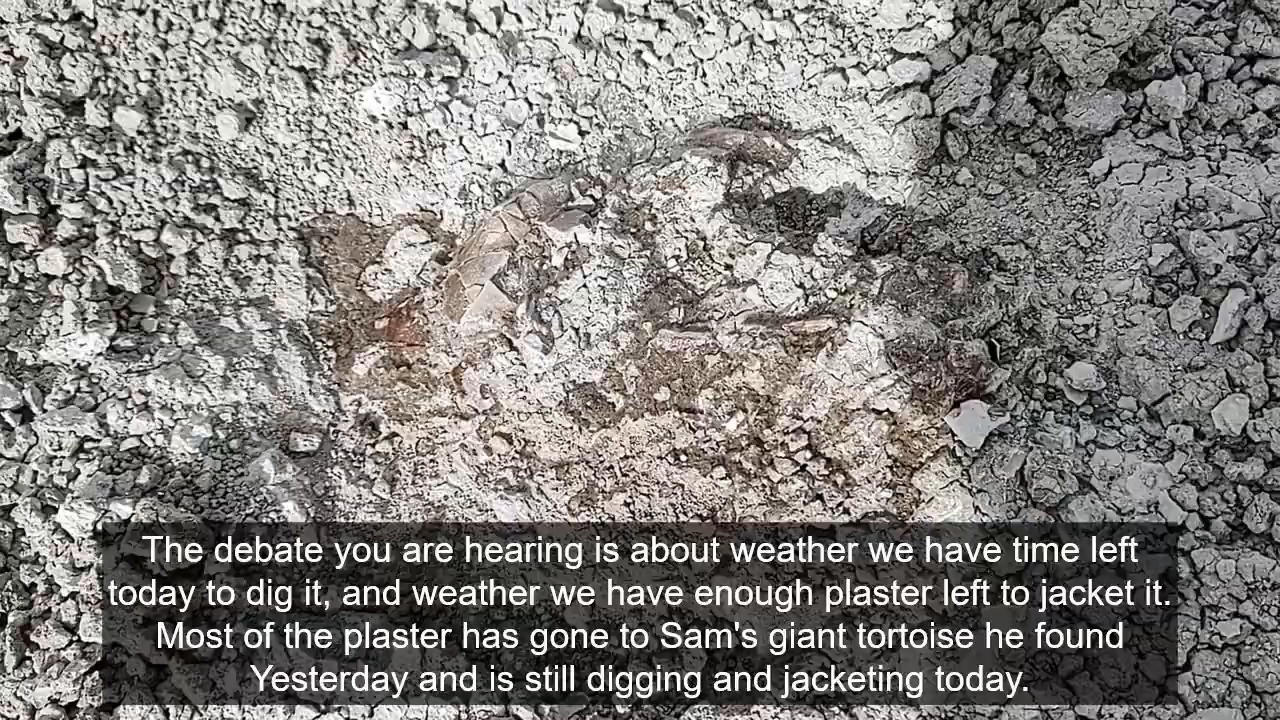 The debate you are hearing is about weather we have time left
today to dig it, and weather we have enough plaster left to jacket it.
Most of the plaster has gone to Sam's giant tortoise he found
Yesterday and is still digging and jacketing today.